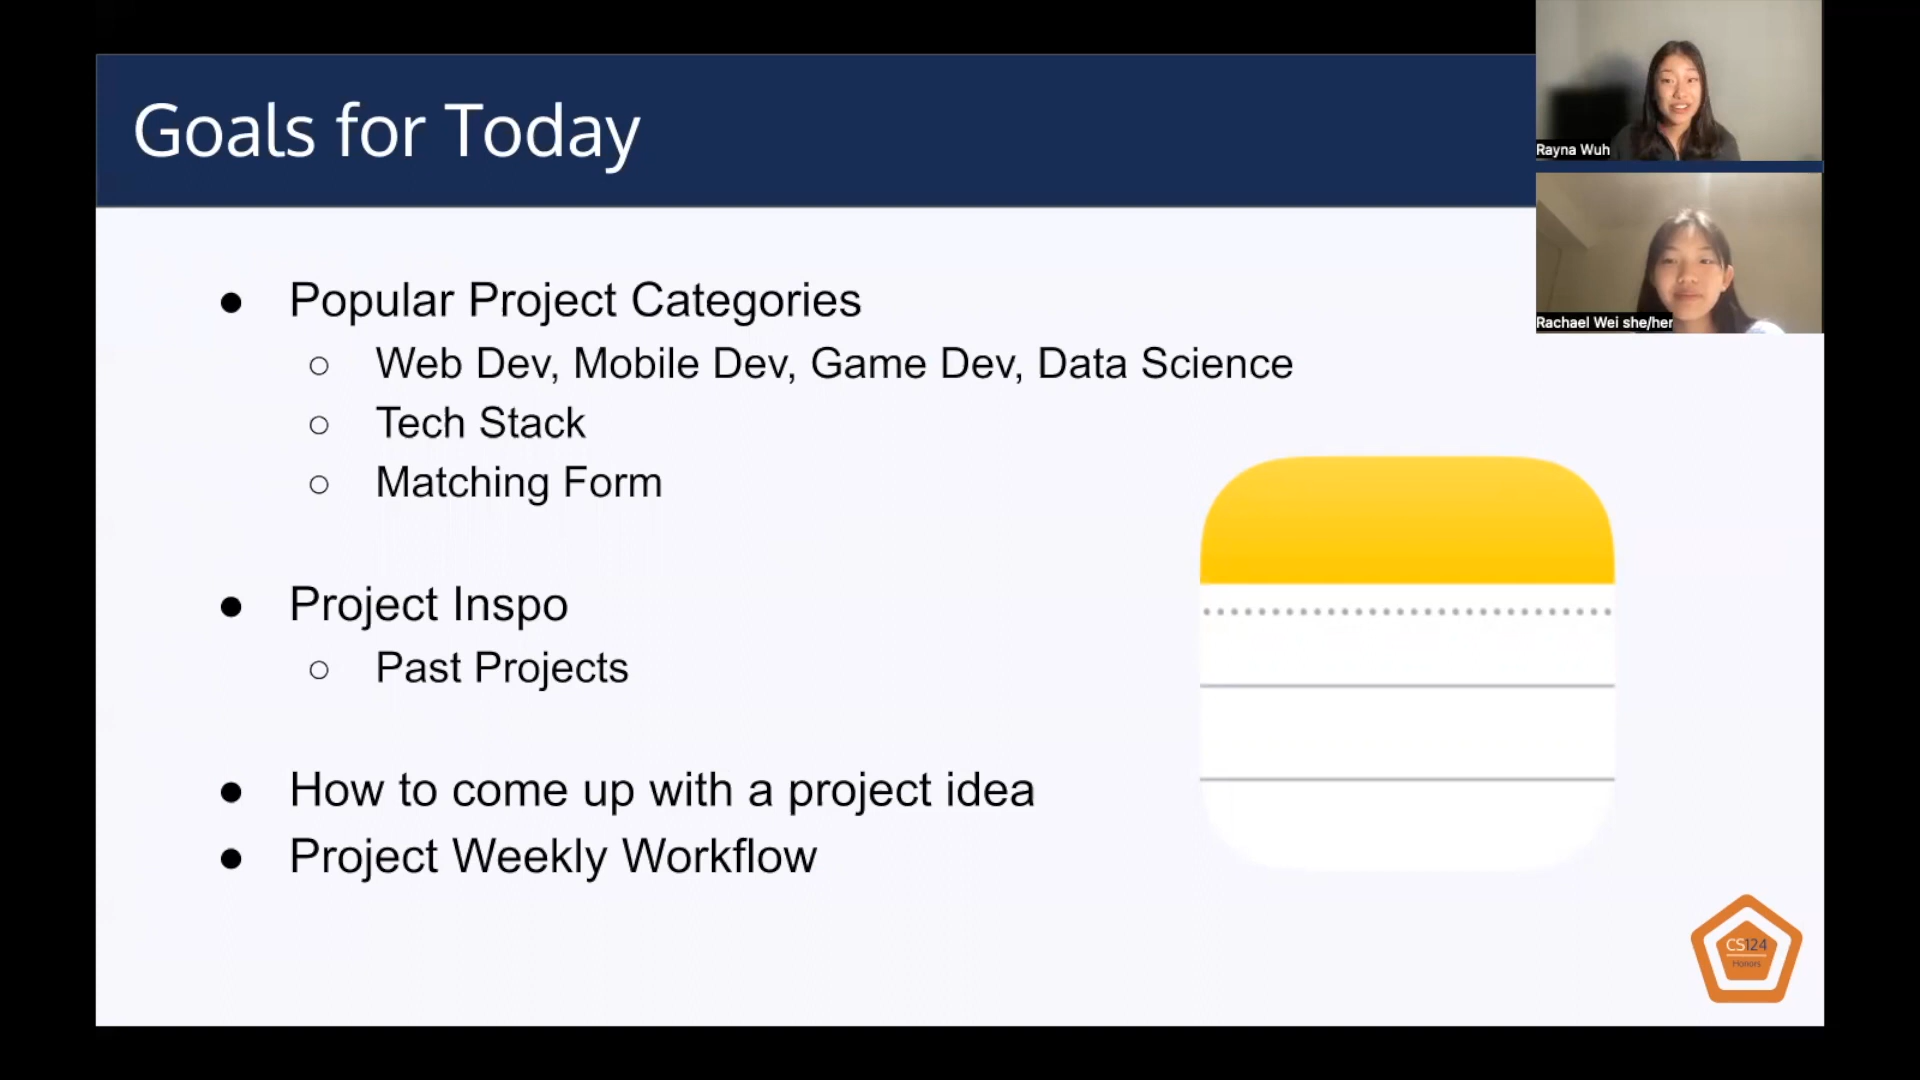 Goals for Today
Rayna Wuh
Rachael Wei she/her
● Popular Project Categories
○ Web Dev, Mobile Dev, Game Dev, Data Science
○ Tech Stack
○ Matching Form
● Project Inspo
○ Past Projects
● How to come up with a project idea
● Project Weekly Workflow
CS124
Honors